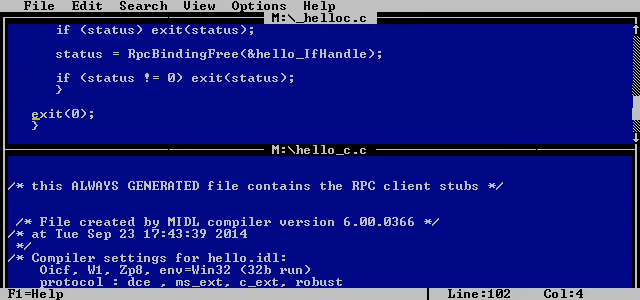 File Edit Search View Options Help
M:\_helloc.c
if (status) exit(status);
status = RpcBindingFree(&hello_IfHandle);
if (status != 0) exit(status);
}
exit(0);
}
M:\hello_c.c
/* this ALWAYS GENERATED file contains the RPC client stubs */
/* File created by MIDL compiler version 6.00.0366 */
/* at Tue Sep 23 17:43:39 2014
*/
/* Compiler settings for hello.idl:
Oicf, W1, Zp8, env=Win32 (32b run)
protocol : dce , ms_ext, c_ext, robust
F1=Help Line:102 Col:4